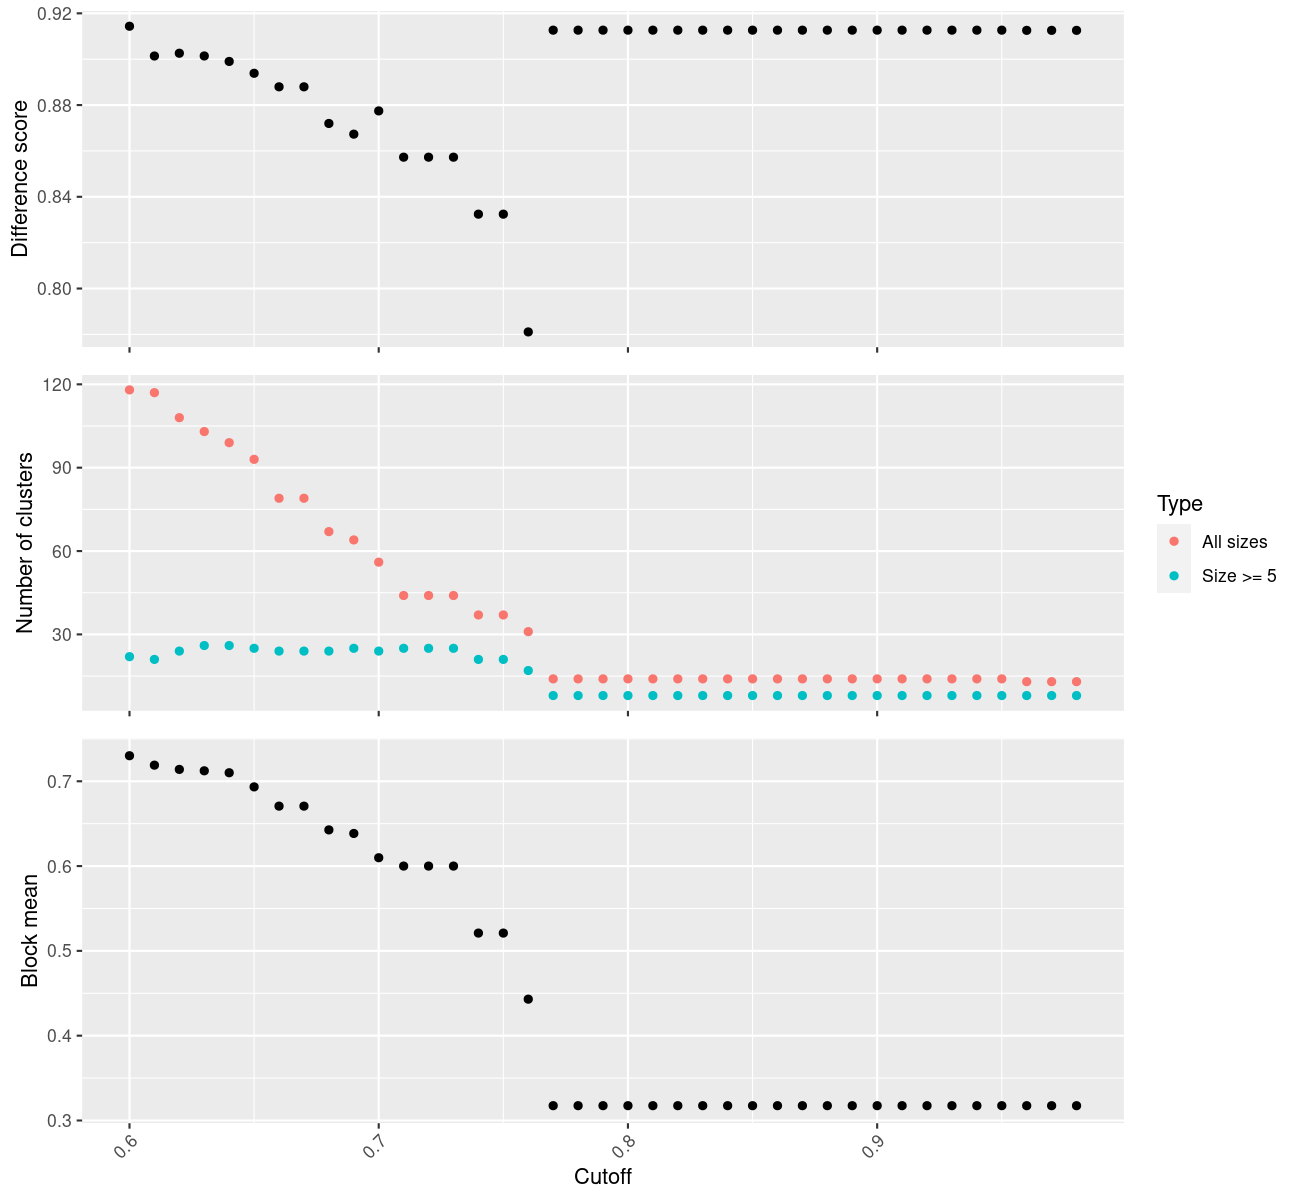 0.92
0.88
0.84
0.80
Difference score
120
90
60
30
Number of clusters
Type
All sizes
Size >= 5
0.7
0.6
0.5
0.4
0.3
Block mean
0.6 0.7 0.8 0.9
Cutoff